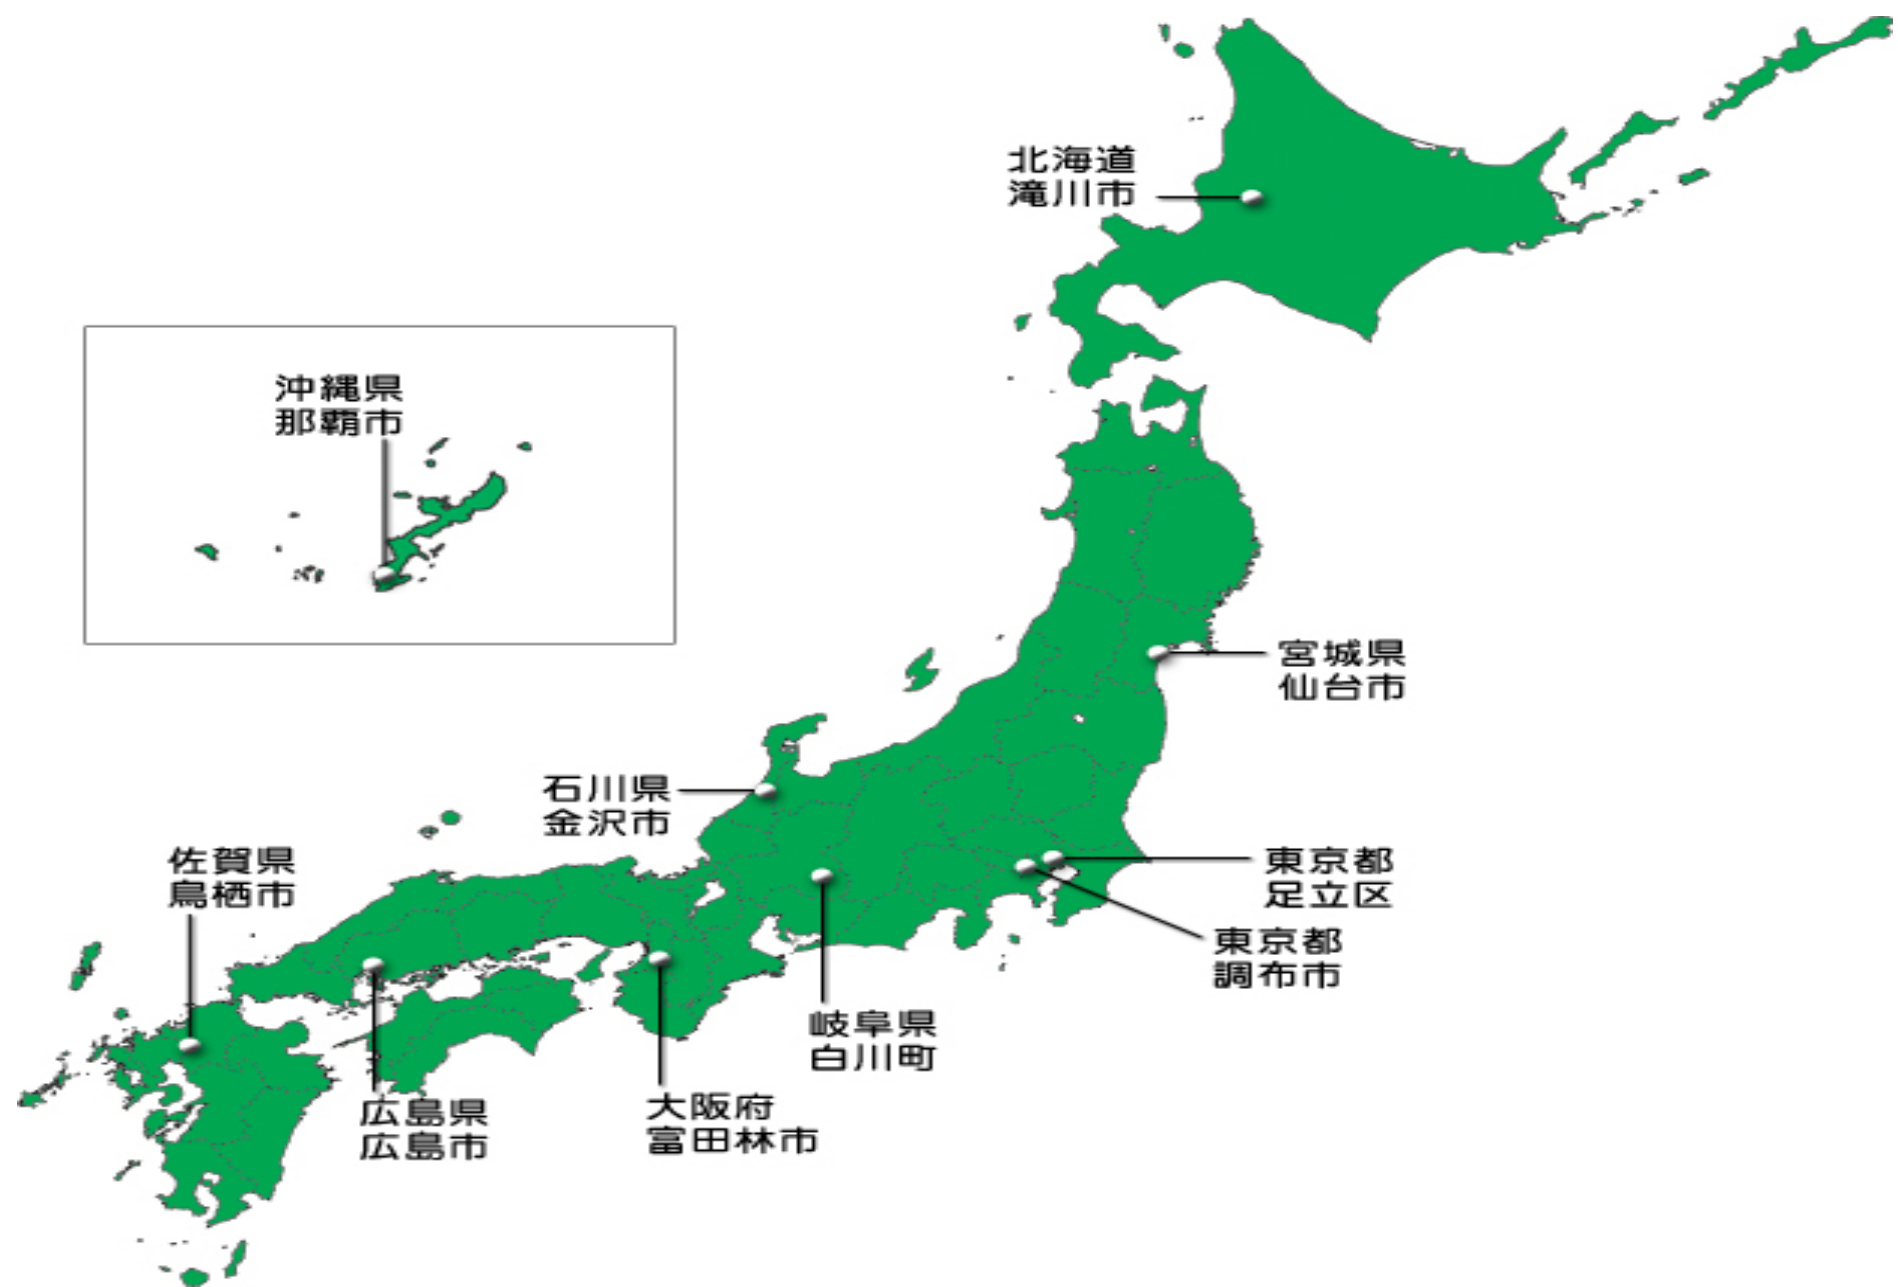 北海道
滝川市
沖縄県
那覇市
宮城県
仙台市
石川県
金沢市
佐賀県
鳥栖市
東京都
足立区
東京都
調布市
岐阜県
白川町
広島県
広島市
大阪府
富田林市